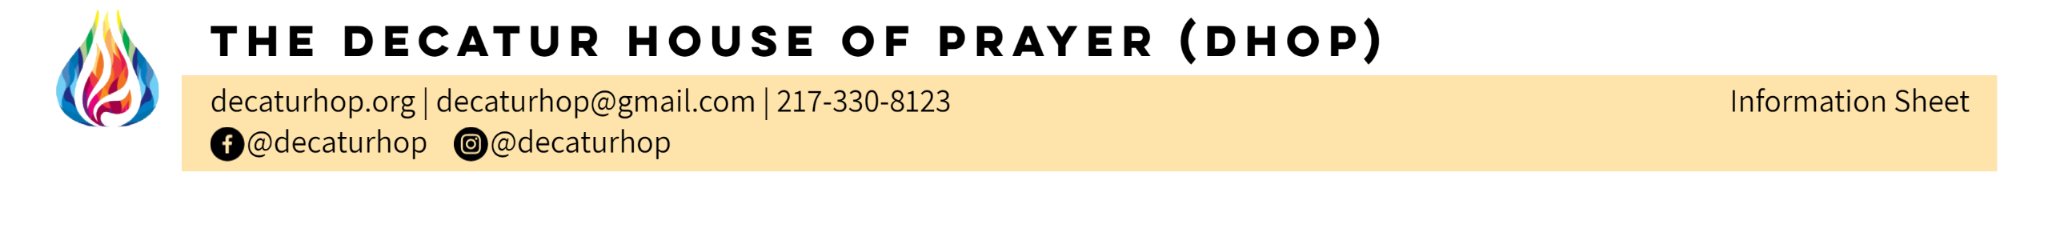 THE DECATUR HOUSE OF PRAYER (DHOP)
decaturhop.org | decaturhop@gmail.com | 217-330-8123 Information Sheet
@decaturhop @decaturhop